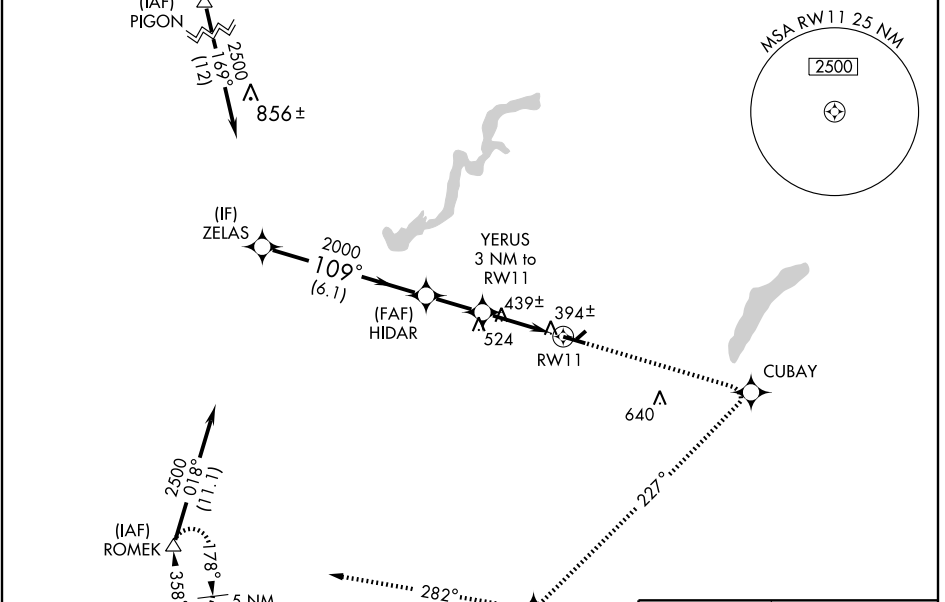 (IAF)
PIGON
2500
169°
(12)
856±
MSA RW11 25 NM
2500
(IF)
ZELAS
2000
109°
(6.1)
(FAF)
HIDAR
YERUS
3 NM to
RW11
439±
524
394±
RW11
CUBAY
640
227°
2500
018°
(11.1)
(IAF)
ROMEK
178°
358°
5 NM
282°